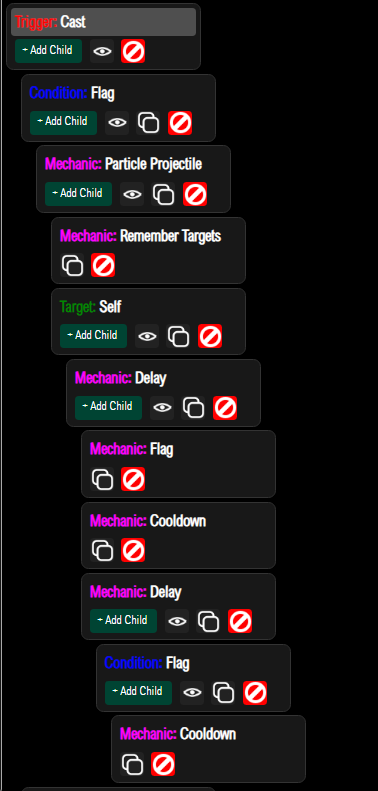 Trigger: Cast
+ Add Child
Condition: Flag
+ Add Child
Mechanic: Particle Projectile
+ Add Child
Mechanic: Remember Targets
Target: Self
+ Add Child
Mechanic: Delay
+ Add Child
Mechanic: Flag
Mechanic: Cooldown
Mechanic: Delay
+ Add Child
Condition: Flag
+ Add Child
Mechanic: Cooldown